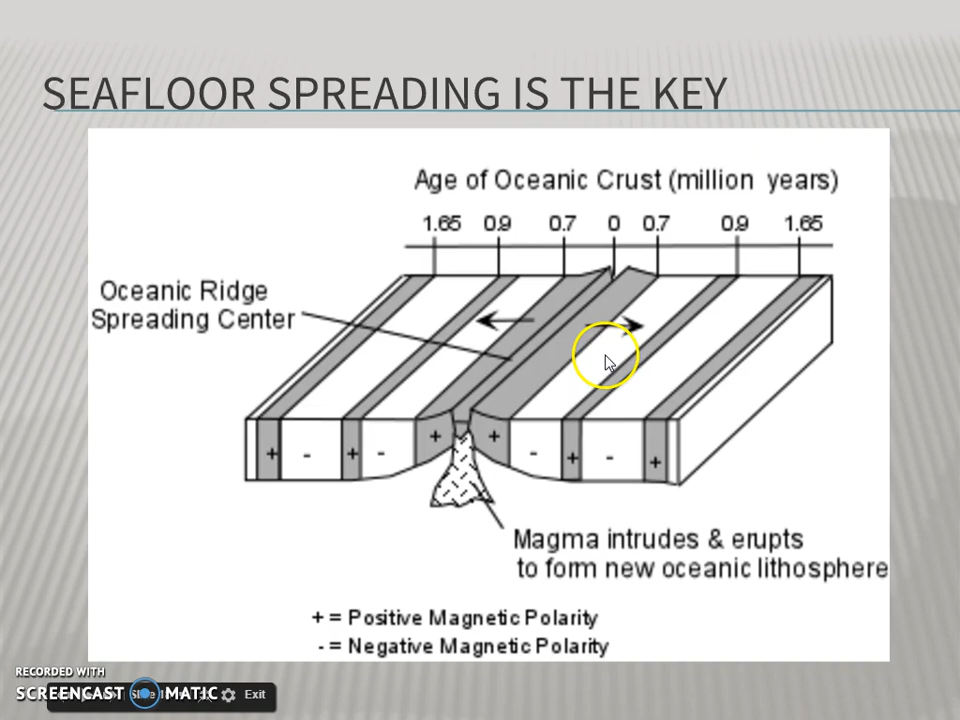 SEAFLOOR SPREADING IS THE KEY
Age of Oceanic Crust (million years)
1.65 0.9 0.7 0 0.7 0.9 1.65
Oceanic Ridge
Spreading Center
+ - + - + + - + - +
Magma intrudes & erupts
to form new oceanic lithosphere
+ = Positive Magnetic Polarity
- = Negative Magnetic Polarity
RECORDED WITH
SCREENCAST MATIC
Exit